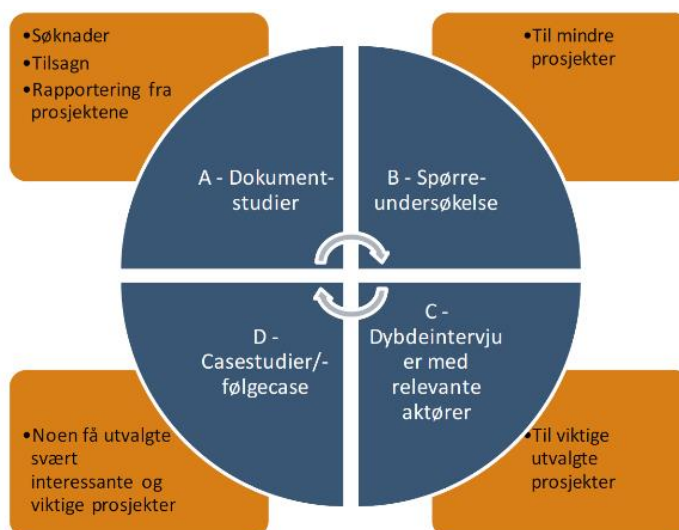 •Søknader
•Tilsagn
•Rapportering fra
prosjektene
•Til mindre
prosjekter
A - Dokument-
studier
B - Spørre-
undersøkelse
D -
Casestudier/-
følgecase
C -
Dybdeintervju
er med
relevante
aktører
•Noen få utvalgte
svært
interessante og
viktige prosjekter
•Til viktige
utvalgte
prosjekter